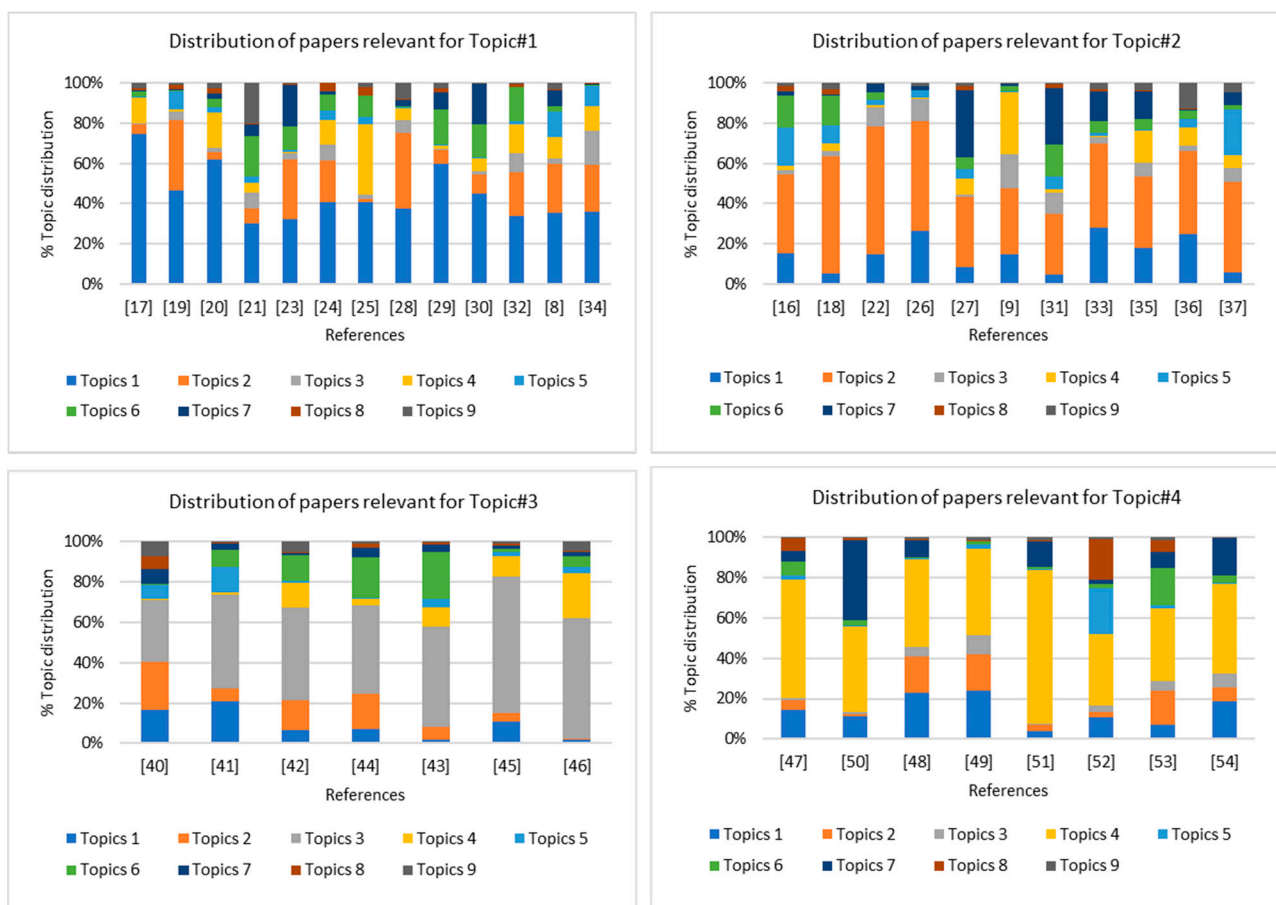 Distribution of papers relevant for Topic#1
100%
80%
60%
40%
20%
0%
% Topic distribution
[17] [19] [20] [21] [23] [24] [25] [28] [29] [30] [32] [8] [34]
References
Topics 1 Topics 2 Topics 3 Topics 4 Topics 5
Topics 6 Topics 7 Topics 8 Topics 9
Distribution of papers relevant for Topic#2
100%
80%
60%
40%
20%
0%
% Topic distribution
[16] [18] [22] [26] [27] [9] [31] [33] [35] [36] [37]
References
Topics 1 Topics 2 Topics 3 Topics 4 Topics 5
Topics 6 Topics 7 Topics 8 Topics 9
Distribution of papers relevant for Topic#3
100%
80%
60%
40%
20%
0%
% Topic distribution
[40] [41] [42] [44] [43] [45] [46]
References
Topics 1 Topics 2 Topics 3 Topics 4 Topics 5
Topics 6 Topics 7 Topics 8 Topics 9
Distribution of papers relevant for Topic#4
100%
80%
60%
40%
20%
0%
% Topic distribution
[47] [50] [48] [49] [51] [52] [53] [54]
References
Topics 1 Topics 2 Topics 3 Topics 4 Topics 5
Topics 6 Topics 7 Topics 8 Topics 9